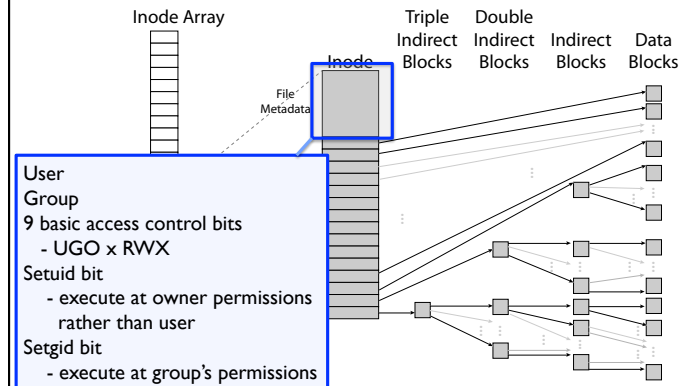 Inode Array
Triple Double
Indirect Indirect Indirect Data
Inode Blocks Blocks Blocks Blocks
File
Metadata
User
Group
9 basic access control bits
- UGO x RWX
Setuid bit
- execute at owner permissions
rather than user
Setgid bit
- execute at group's permissions